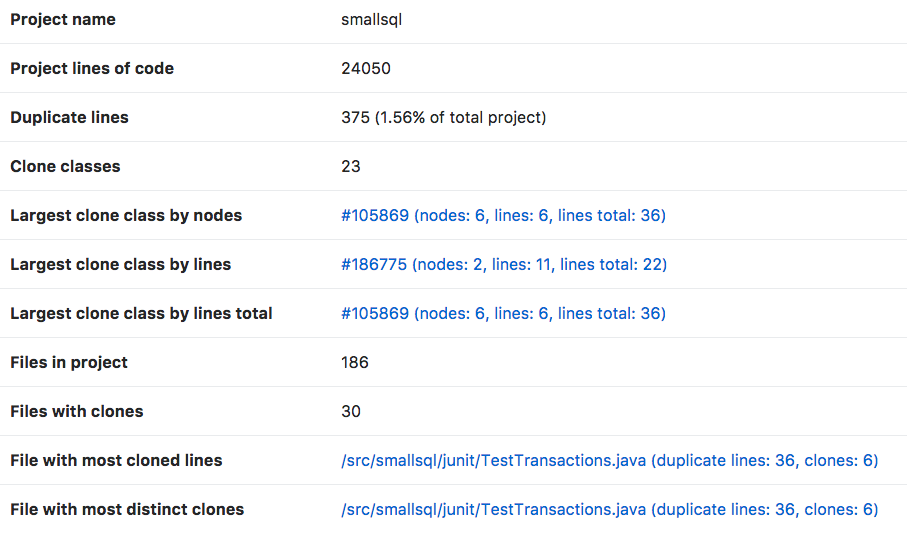 Project name smallsql
Project lines of code 24050
Duplicate lines 375 (1.56% of total project)
Clone classes 23
Largest clone class by nodes #105869 (nodes: 6, lines: 6, lines total: 36)
Largest clone class by lines #186775 (nodes: 2, lines: 11, lines total: 22)
Largest clone class by lines total #105869 (nodes: 6, lines: 6, lines total: 36)
Files in project 186
Files with clones 30
File with most cloned lines /src/smallsql/junit/TestTransactions.java (duplicate lines: 36, clones: 6)
File with most distinct clones /src/smallsql/junit/TestTransactions.java (duplicate lines: 36, clones: 6)